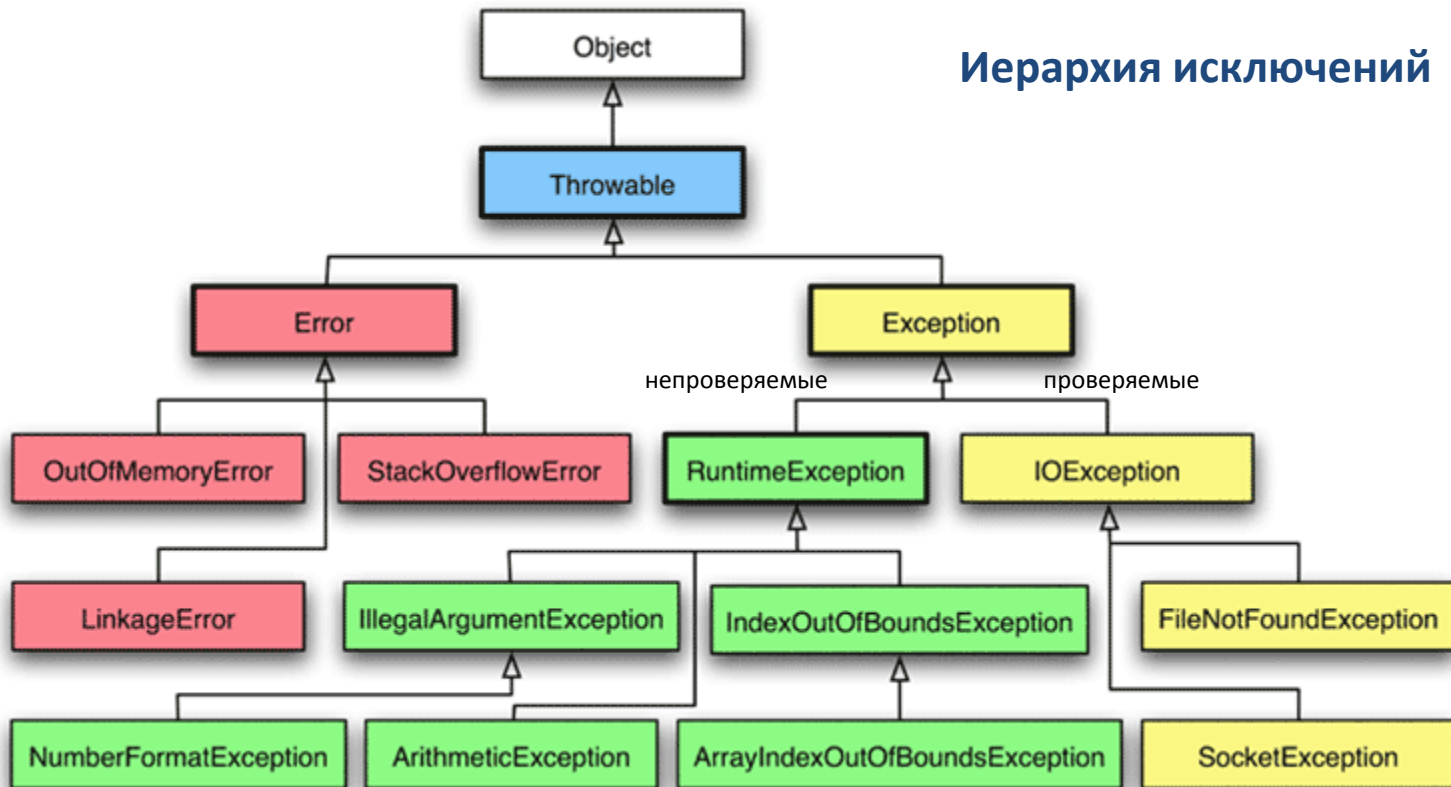 Object
Иерархия исключений
Throwable
Error
Exception
непроверяемые
проверяемые
OutOfMemoryError
StackOverflowError
RuntimeException
IOException
LinkageError
IllegalArgumentException
IndexOutOfBoundsException
FileNotFoundException
NumberFormatException
ArithmeticException
ArrayIndexOutOfBoundsException
SocketException